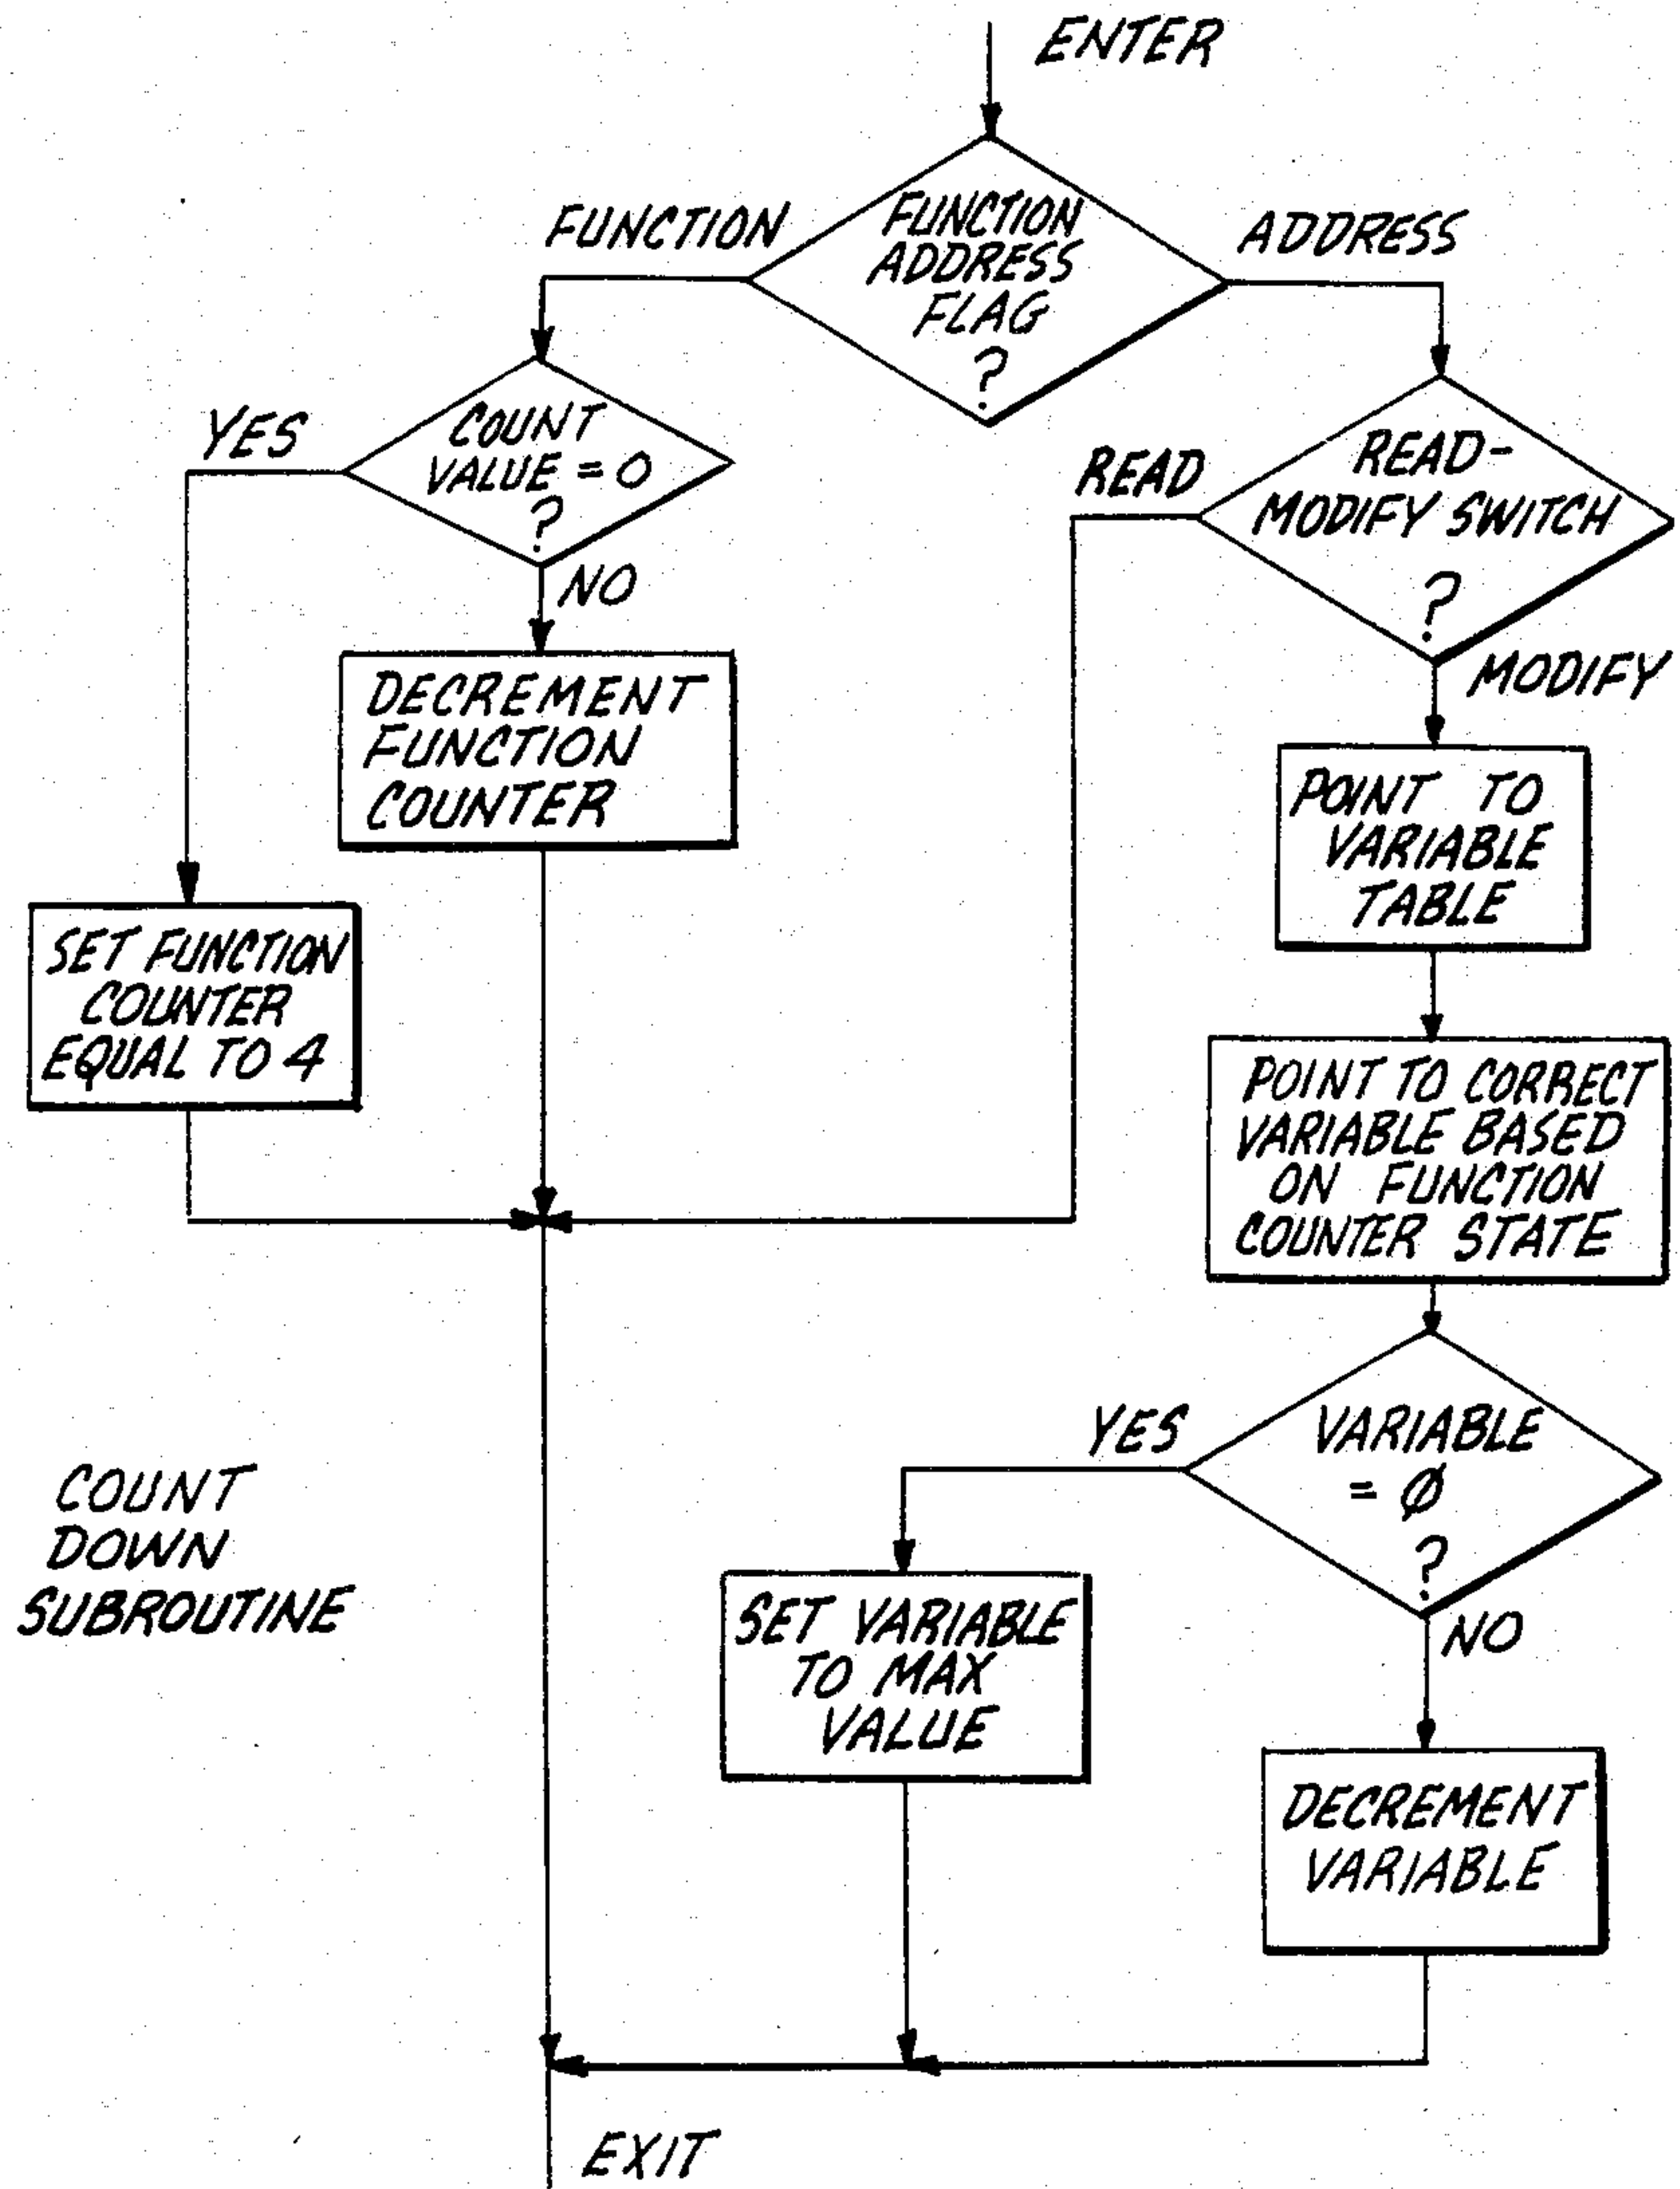 ENTER
FUNCTION
FUNCTION
ADDRESS
FLAG
?
ADDRESS
YES
COUNT
VALUE = 0
?
NO
READ
READ-
MODIFY SWITCH
?
MODIFY
DECREMENT
FUNCTION
COUNTER
POINT TO
VARIABLE
TABLE
SET FUNCTION
COUNTER
EQUAL TO 4
POINT TO CORRECT
VARIABLE BASED
ON FUNCTION
COUNTER STATE
YES
VARIABLE
= Ø
?
NO
COUNT
DOWN
SUBROUTINE
SET VARIABLE
TO MAX
VALUE
DECREMENT
VARIABLE
EXIT